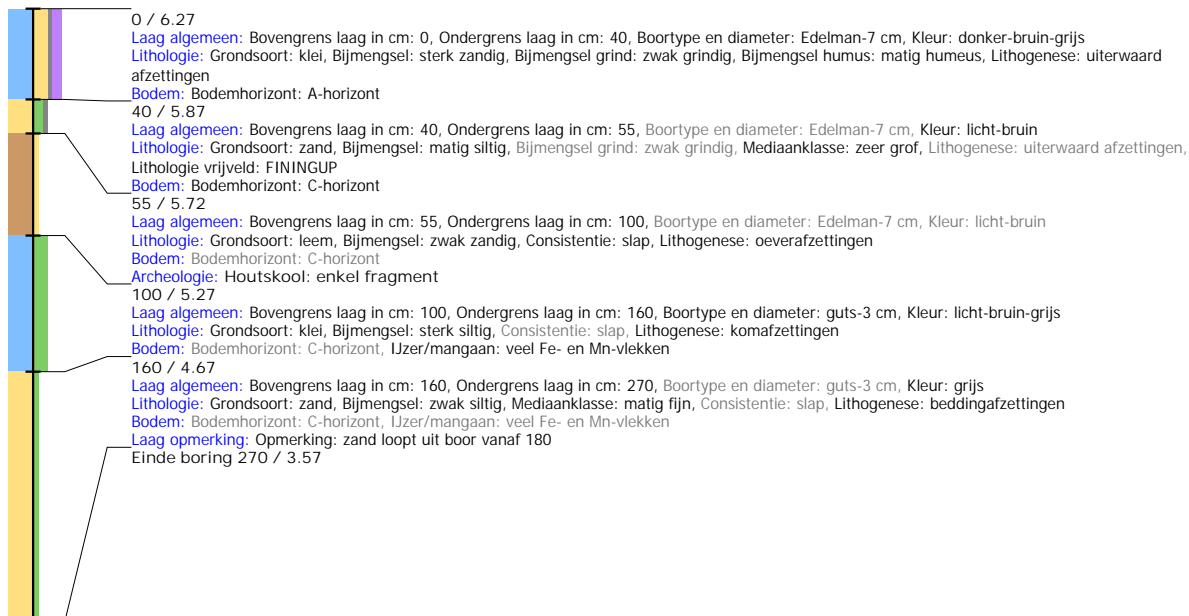 0 / 6.27
Laag algemeen: Bovengrens laag in cm: 0, Ondergrens laag in cm: 40, Boortype en diameter: Edelman-7 cm, Kleur: donker-bruin-grijs
Lithologie: Grondsoort: klei, Bijmengsel: sterk zandig, Bijmengsel grind: zwak grindig, Bijmengsel humus: matig humeus, Lithogenese: uiterwaard
afzettingen
Bodem: Bodemhorizont: A-horizont
40 / 5.87
Laag algemeen: Bovengrens laag in cm: 40, Ondergrens laag in cm: 55, Boortype en diameter: Edelman-7 cm, Kleur: licht-bruin
Lithologie: Grondsoort: zand, Bijmengsel: matig siltig, Bijmengsel grind: zwak grindig, Mediaanklasse: zeer grof, Lithogenese: uiterwaard afzettingen,
Lithologie vrijveld: FININGUP
Bodem: Bodemhorizont: C-horizont
55 / 5.72
Laag algemeen: Bovengrens laag in cm: 55, Ondergrens laag in cm: 100, Boortype en diameter: Edelman-7 cm, Kleur: licht-bruin
Lithologie: Grondsoort: leem, Bijmengsel: zwak zandig, Consistentie: slap, Lithogenese: oeverafzettingen
Bodem: Bodemhorizont: C-horizont
Archeologie: Houtskool: enkel fragment
100 / 5.27
Laag algemeen: Bovengrens laag in cm: 100, Ondergrens laag in cm: 160, Boortype en diameter: guts-3 cm, Kleur: licht-bruin-grijs
Lithologie: Grondsoort: klei, Bijmengsel: sterk siltig, Consistentie: slap, Lithogenese: komafzettingen
Bodem: Bodemhorizont: C-horizont, IJzer/mangaan: veel Fe- en Mn-vlekken
160 / 4.67
Laag algemeen: Bovengrens laag in cm: 160, Ondergrens laag in cm: 270, Boortype en diameter: guts-3 cm, Kleur: grijs
Lithologie: Grondsoort: zand, Bijmengsel: zwak siltig, Mediaanklasse: matig fijn, Consistentie: slap, Lithogenese: beddingafzettingen
Bodem: Bodemhorizont: C-horizont, IJzer/mangaan: veel Fe- en Mn-vlekken
Laag opmerking: Opmerking: zand loopt uit boor vanaf 180
Einde boring 270 / 3.57